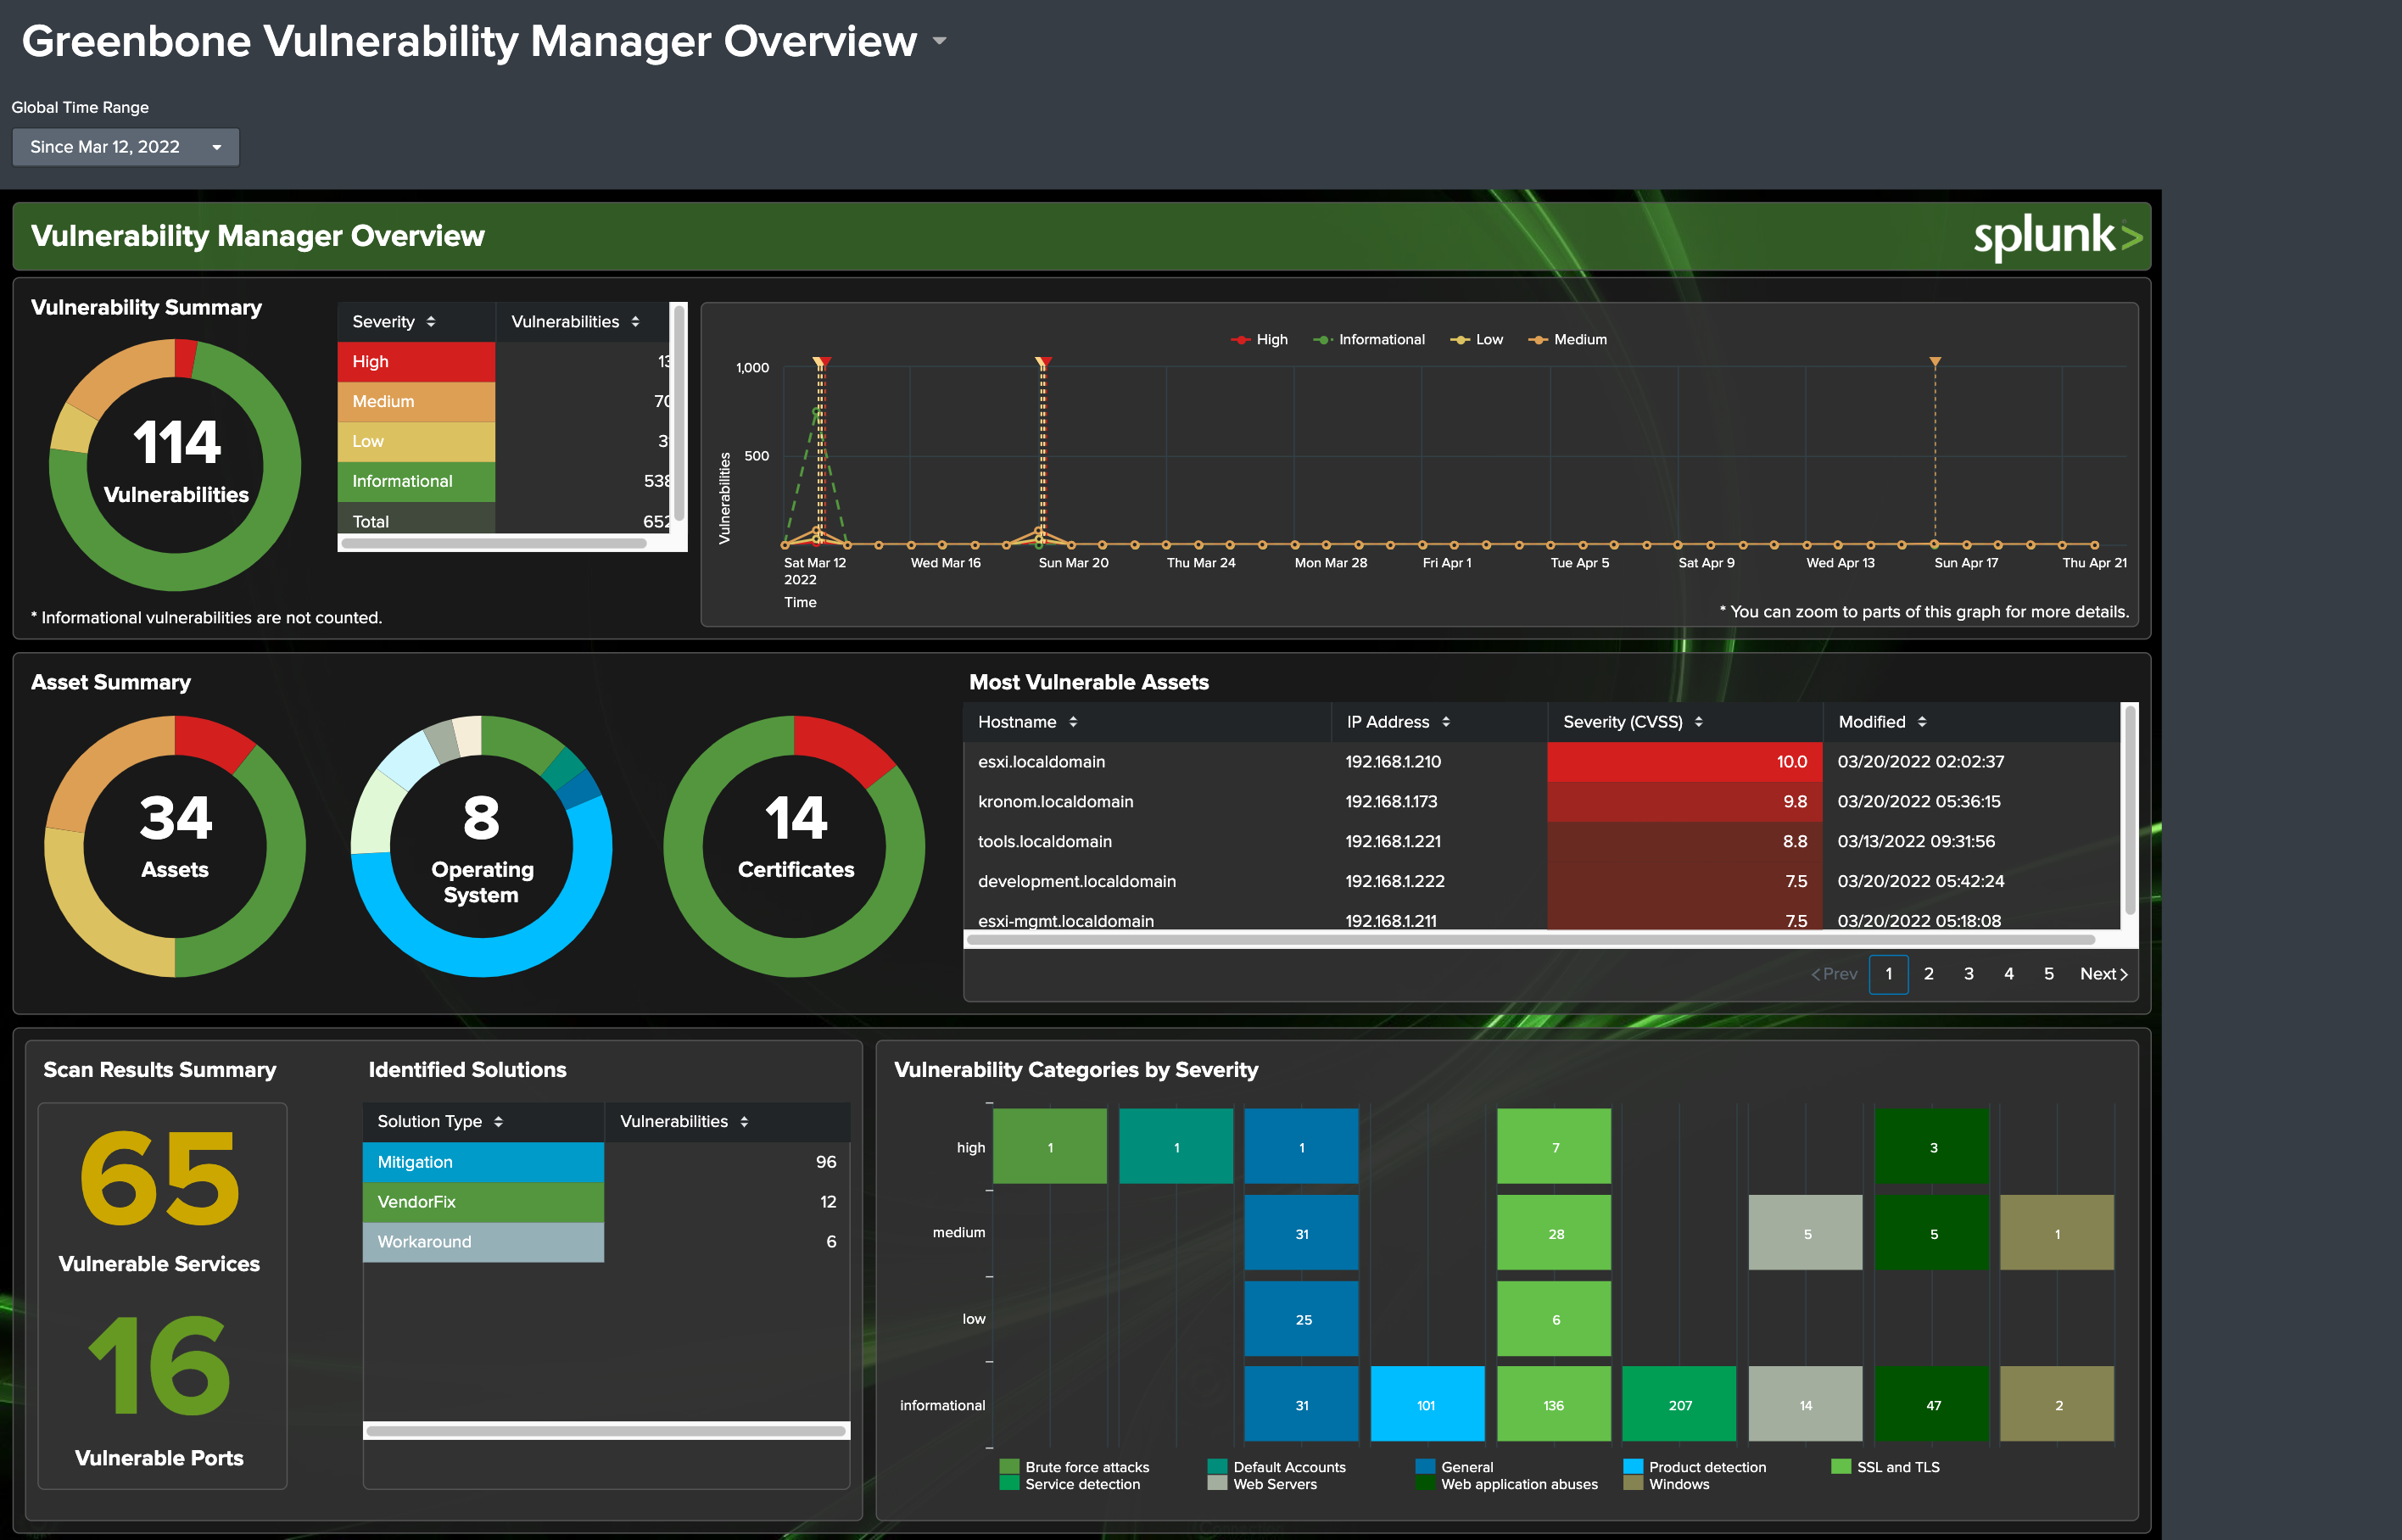 Greenbone Vulnerability Manager Overview
Global Time Range
Since Mar 12, 2022
Vulnerability Manager Overview
splunk>
Vulnerability Summary
114
Vulnerabilities
* Informational vulnerabilities are not counted.
Severity Vulnerabilities
High 13
Medium 70
Low 3
Informational 538
Total 652
High Informational Low Medium
Vulnerabilities
1,000
500
Sat Mar 12 Wed Mar 16 Sun Mar 20 Thu Mar 24 Mon Mar 28 Fri Apr 1 Tue Apr 5 Sat Apr 9 Wed Apr 13 Sun Apr 17 Thu Apr 21
2022
Time
* You can zoom to parts of this graph for more details.
Asset Summary
34
Assets
8
Operating
System
14
Certificates
Most Vulnerable Assets
Hostname IP Address Severity (CVSS) Modified
esxi.localdomain 192.168.1.210 10.0 03/20/2022 02:02:37
kronom.localdomain 192.168.1.173 9.8 03/20/2022 05:36:15
tools.localdomain 192.168.1.221 8.8 03/13/2022 09:31:56
development.localdomain 192.168.1.222 7.5 03/20/2022 05:42:24
esxi-mgmt.localdomain 192.168.1.211 7.5 03/20/2022 05:18:08
<Prev 1 2 3 4 5 Next>
Scan Results Summary
65
Vulnerable Services
16
Vulnerable Ports
Identified Solutions
Solution Type Vulnerabilities
Mitigation 96
VendorFix 12
Workaround 6
Vulnerability Categories by Severity
high 1 1 1 7 3
medium 31 28 5 5 1
low 25 6
informational 31 101 136 207 14 47 2
Brute force attacks Default Accounts General Product detection SSL and TLS
Service detection Web Servers Web application abuses Windows